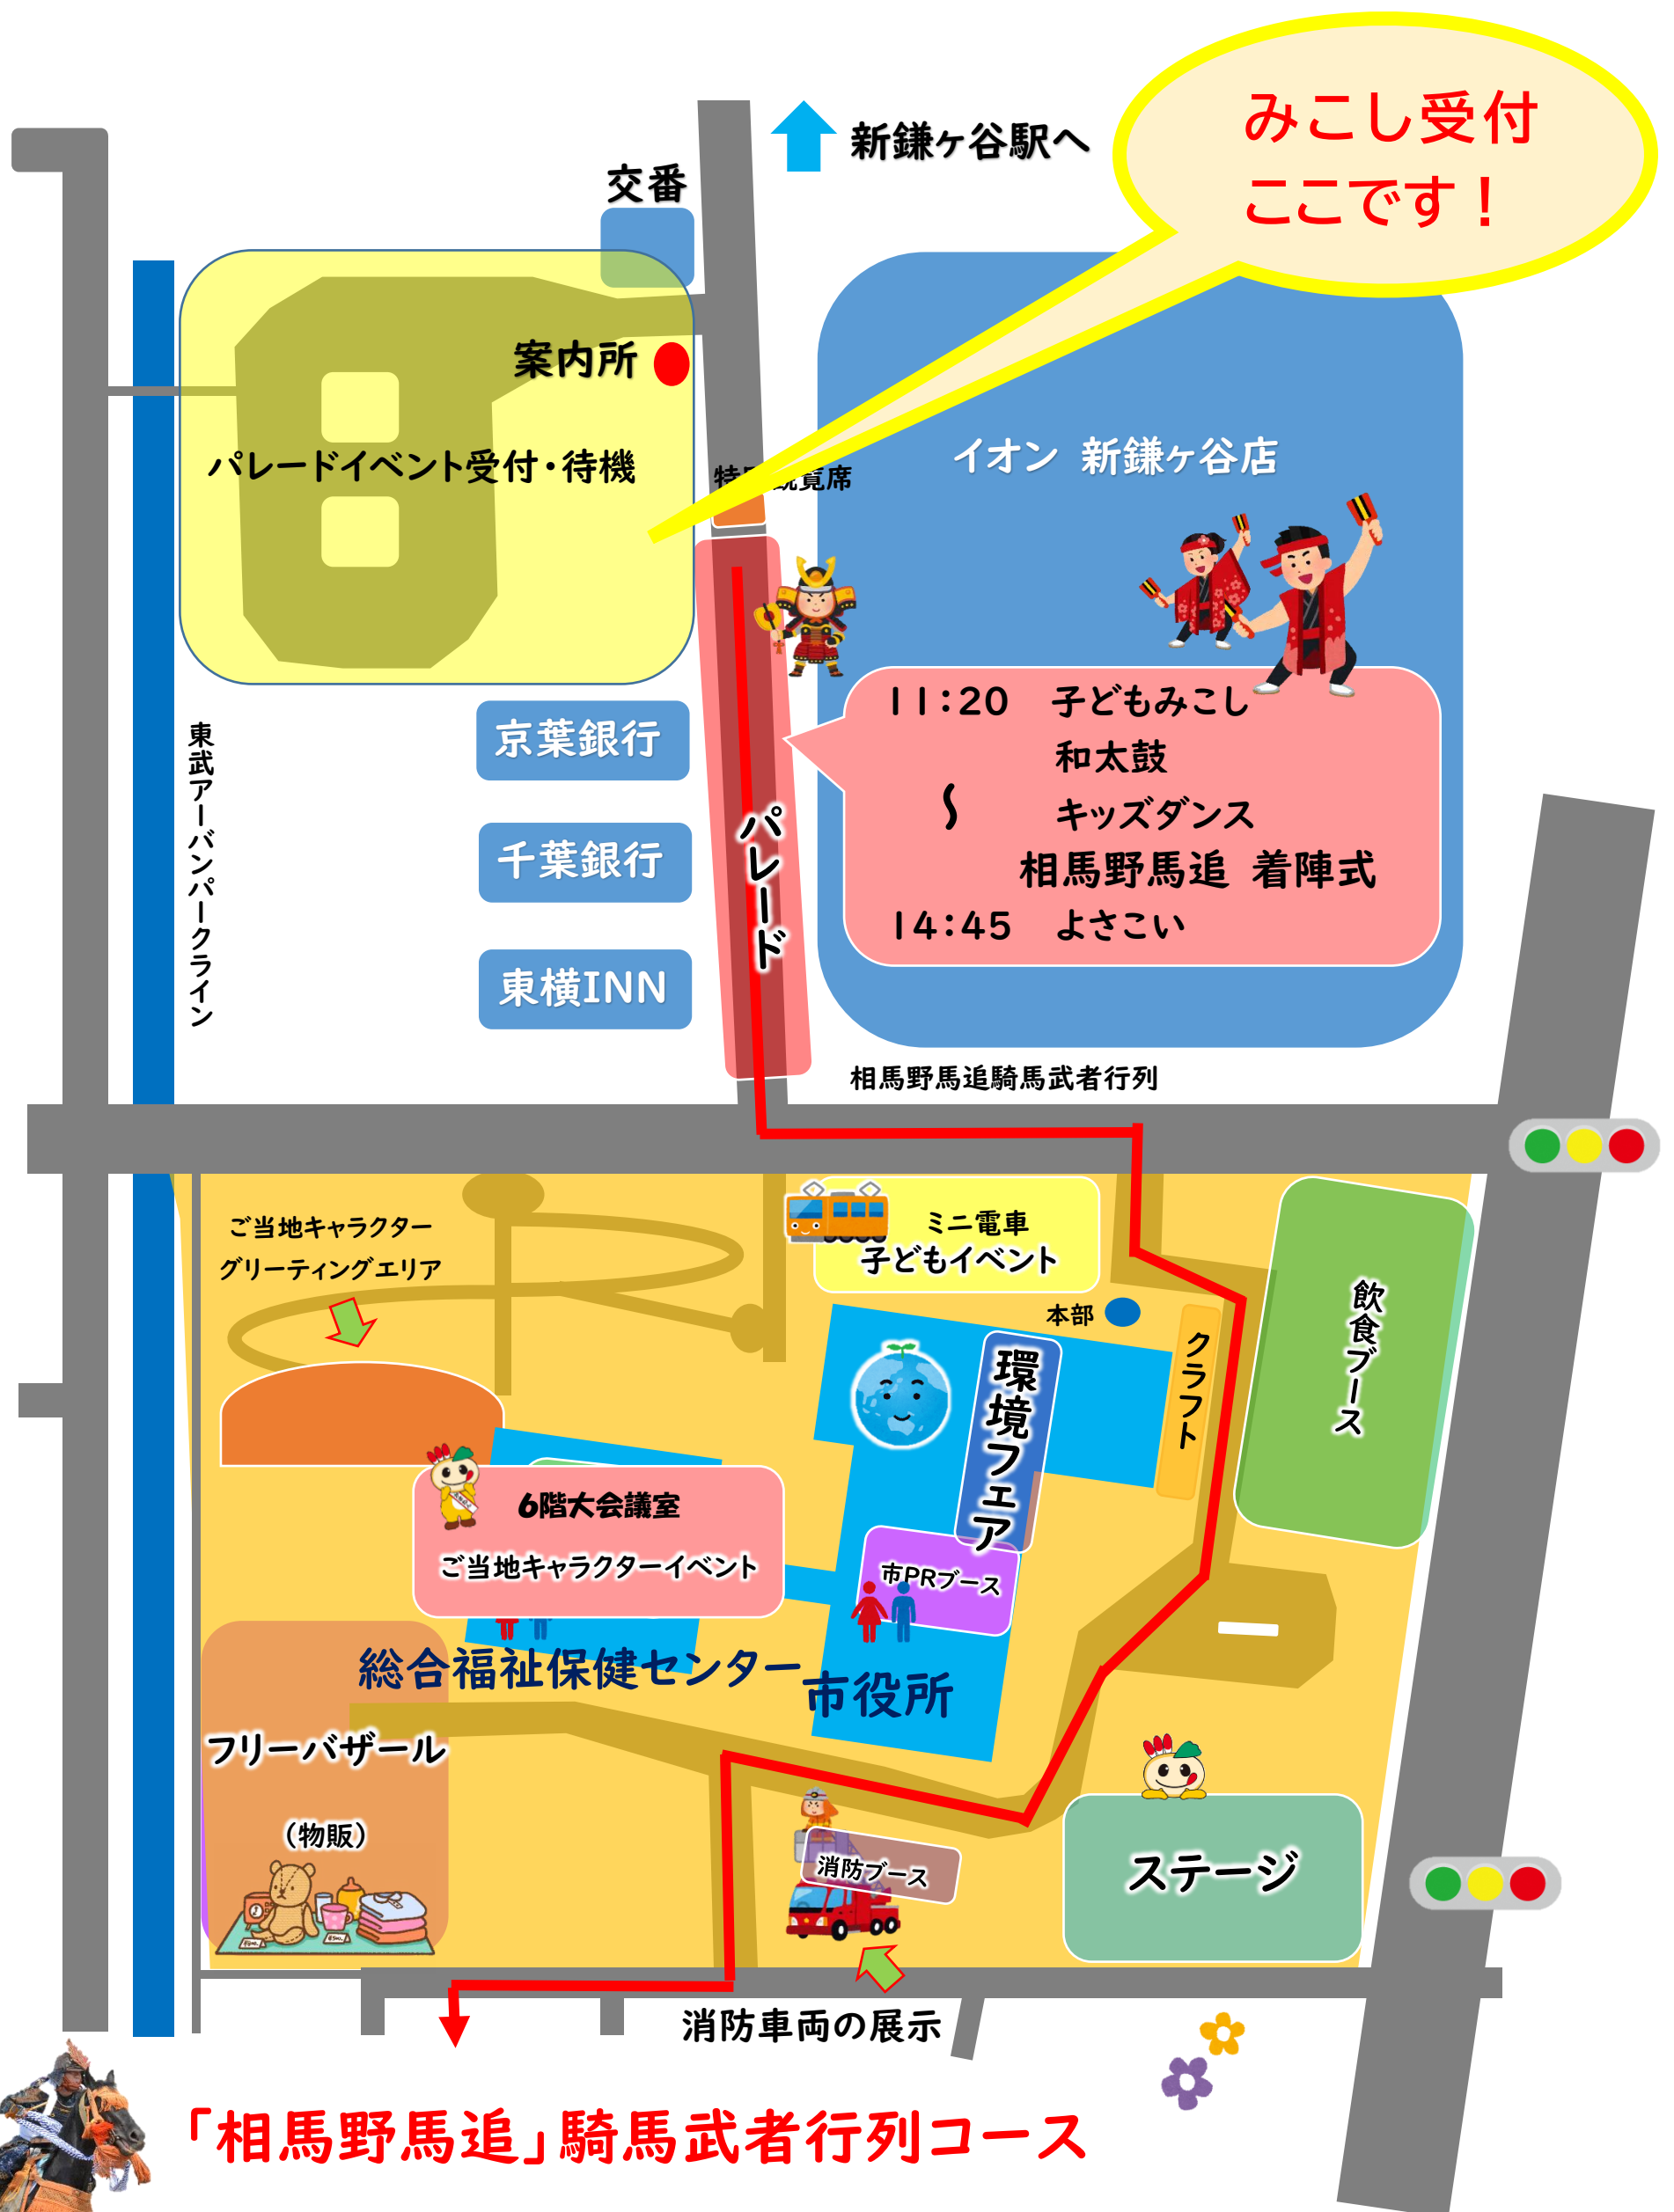 みこし受付
ここです！
新鎌ヶ谷駅へ
交番
案内所
パレードイベント受付・待機
覧席
イオン 新鎌ヶ谷店
11:20 子どもみこし
和太鼓
～ キッズダンス
相馬野馬追 着陣式
14:45 よさこい
京葉銀行
千葉銀行
東横INN
パレード
東武アーバンパークライン
相馬野馬追騎馬武者行列
ご当地キャラクター
グリーティングエリア
ミニ電車
子どもイベント
本部
クラフト
飲食ブース
環境フェア
6階大会議室
ご当地キャラクターイベント
市PRブース
総合福祉保健センター
市役所
フリーバザール
（物販）
消防ブース
ステージ
消防車両の展示
「相馬野馬追」騎馬武者行列コース